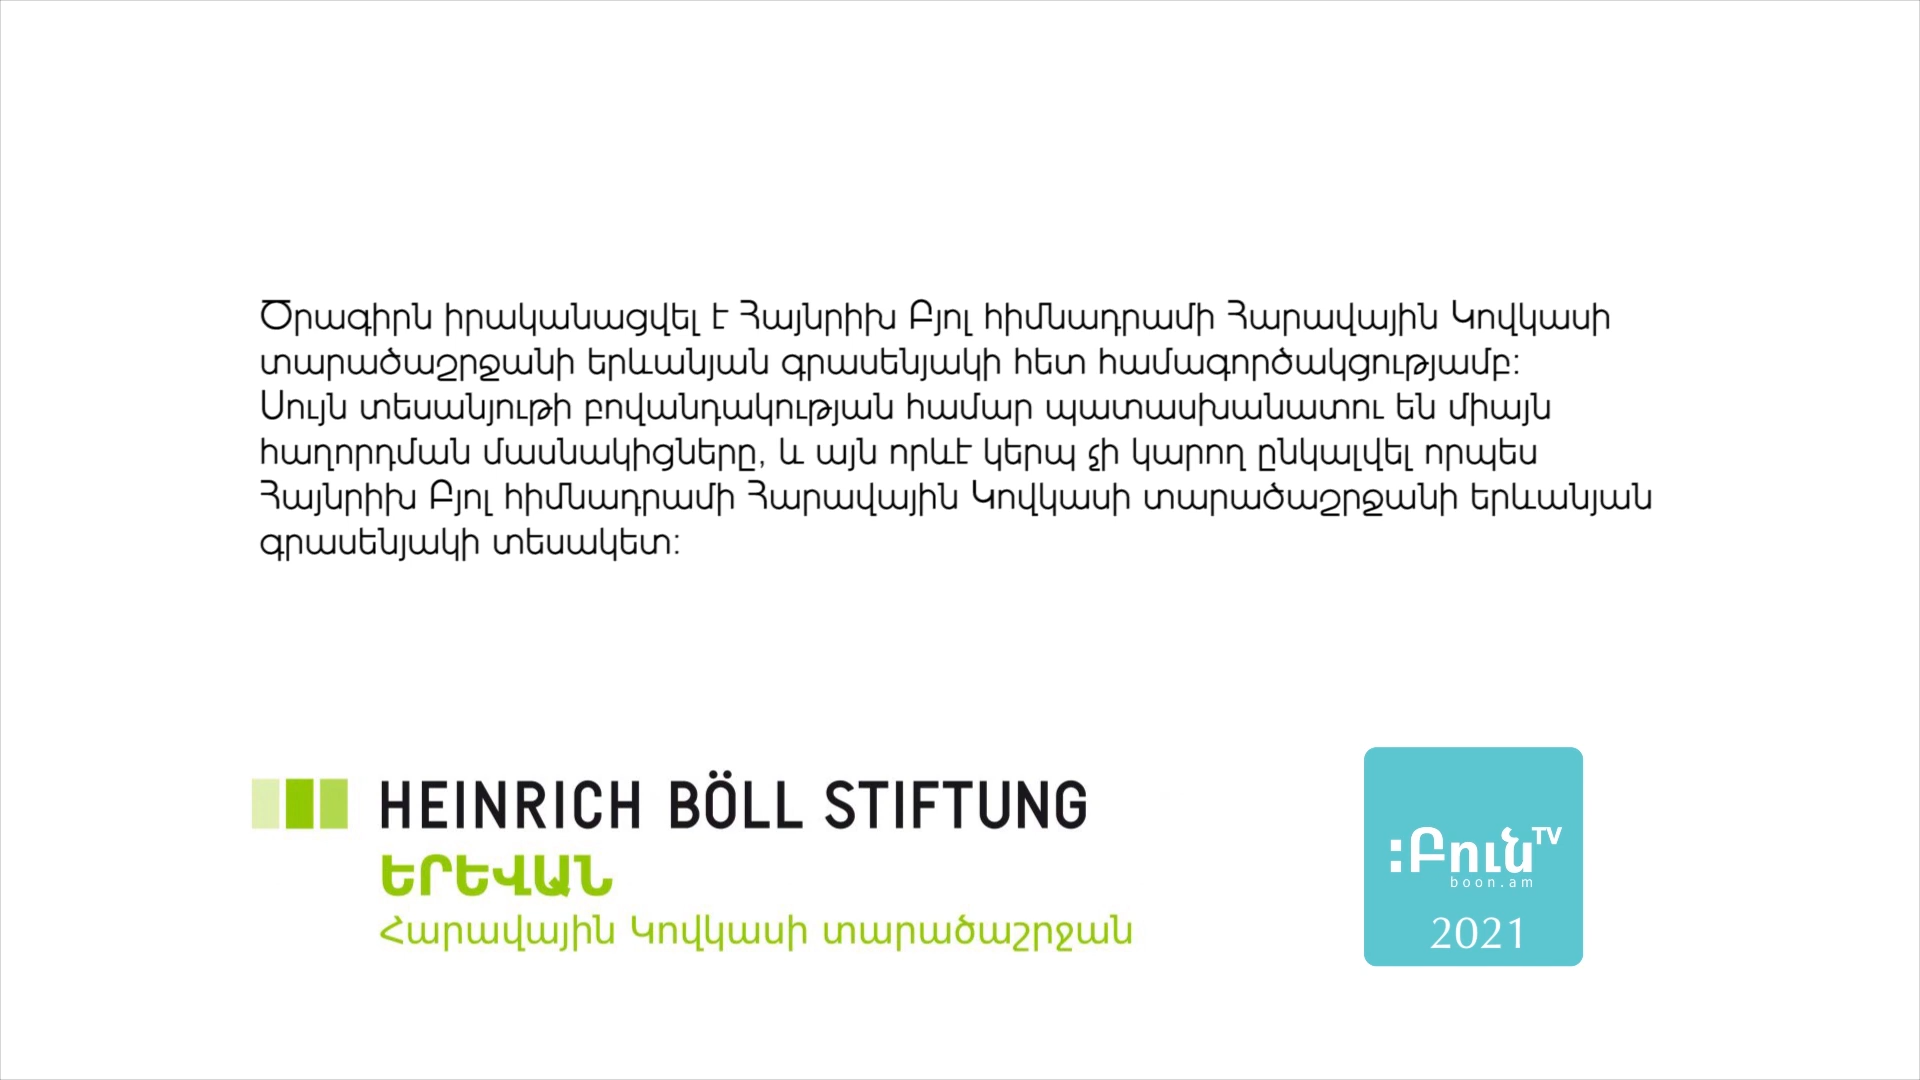 Ծրագիրն իրականացվել է Հայնրիխ Բյոլ հիմնադրամի Հարավային Կովկասի
տարածաշրջանի երևանյան գրասենյակի հետ համագործակցությամբ:
Սույն տեսանյութի բովանդակության համար պատասխանատու են միայն
հաղորդման մասնակիցները, և այն որևէ կերպ չի կարող ընկալվել որպես
Հայնրիխ Բյոլ հիմնադրամի Հարավային Կովկասի տարածաշրջանի երևանյան
գրասենյակի տեսակետ:
HEINRICH BÖLL STIFTUNG
ԵՐԵՎԱՆ
Հարավային Կովկասի տարածաշրջան
:Բուն TV
boon.am
2021